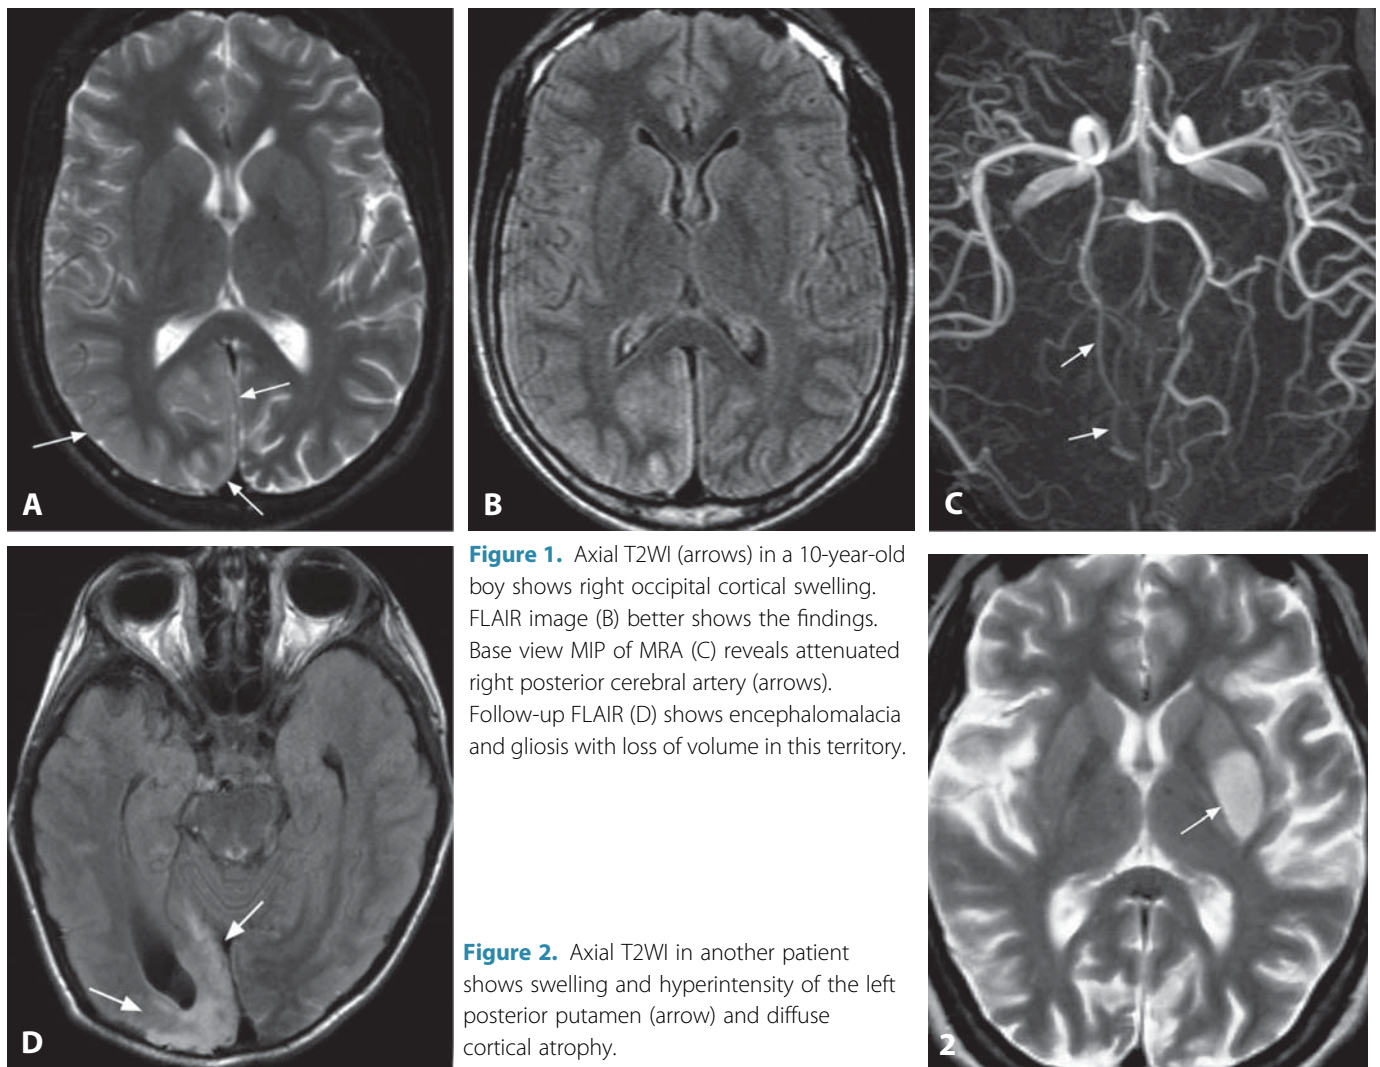 A
B
C
Figure 1. Axial T2WI (arrows) in a 10-year-old
boy shows right occipital cortical swelling.
FLAIR image (B) better shows the findings.
Base view MIP of MRA (C) reveals attenuated
right posterior cerebral artery (arrows).
Follow-up FLAIR (D) shows encephalomalacia
and gliosis with loss of volume in this territory.
D
Figure 2. Axial T2WI in another patient
shows swelling and hyperintensity of the left
posterior putamen (arrow) and diffuse
cortical atrophy.
2